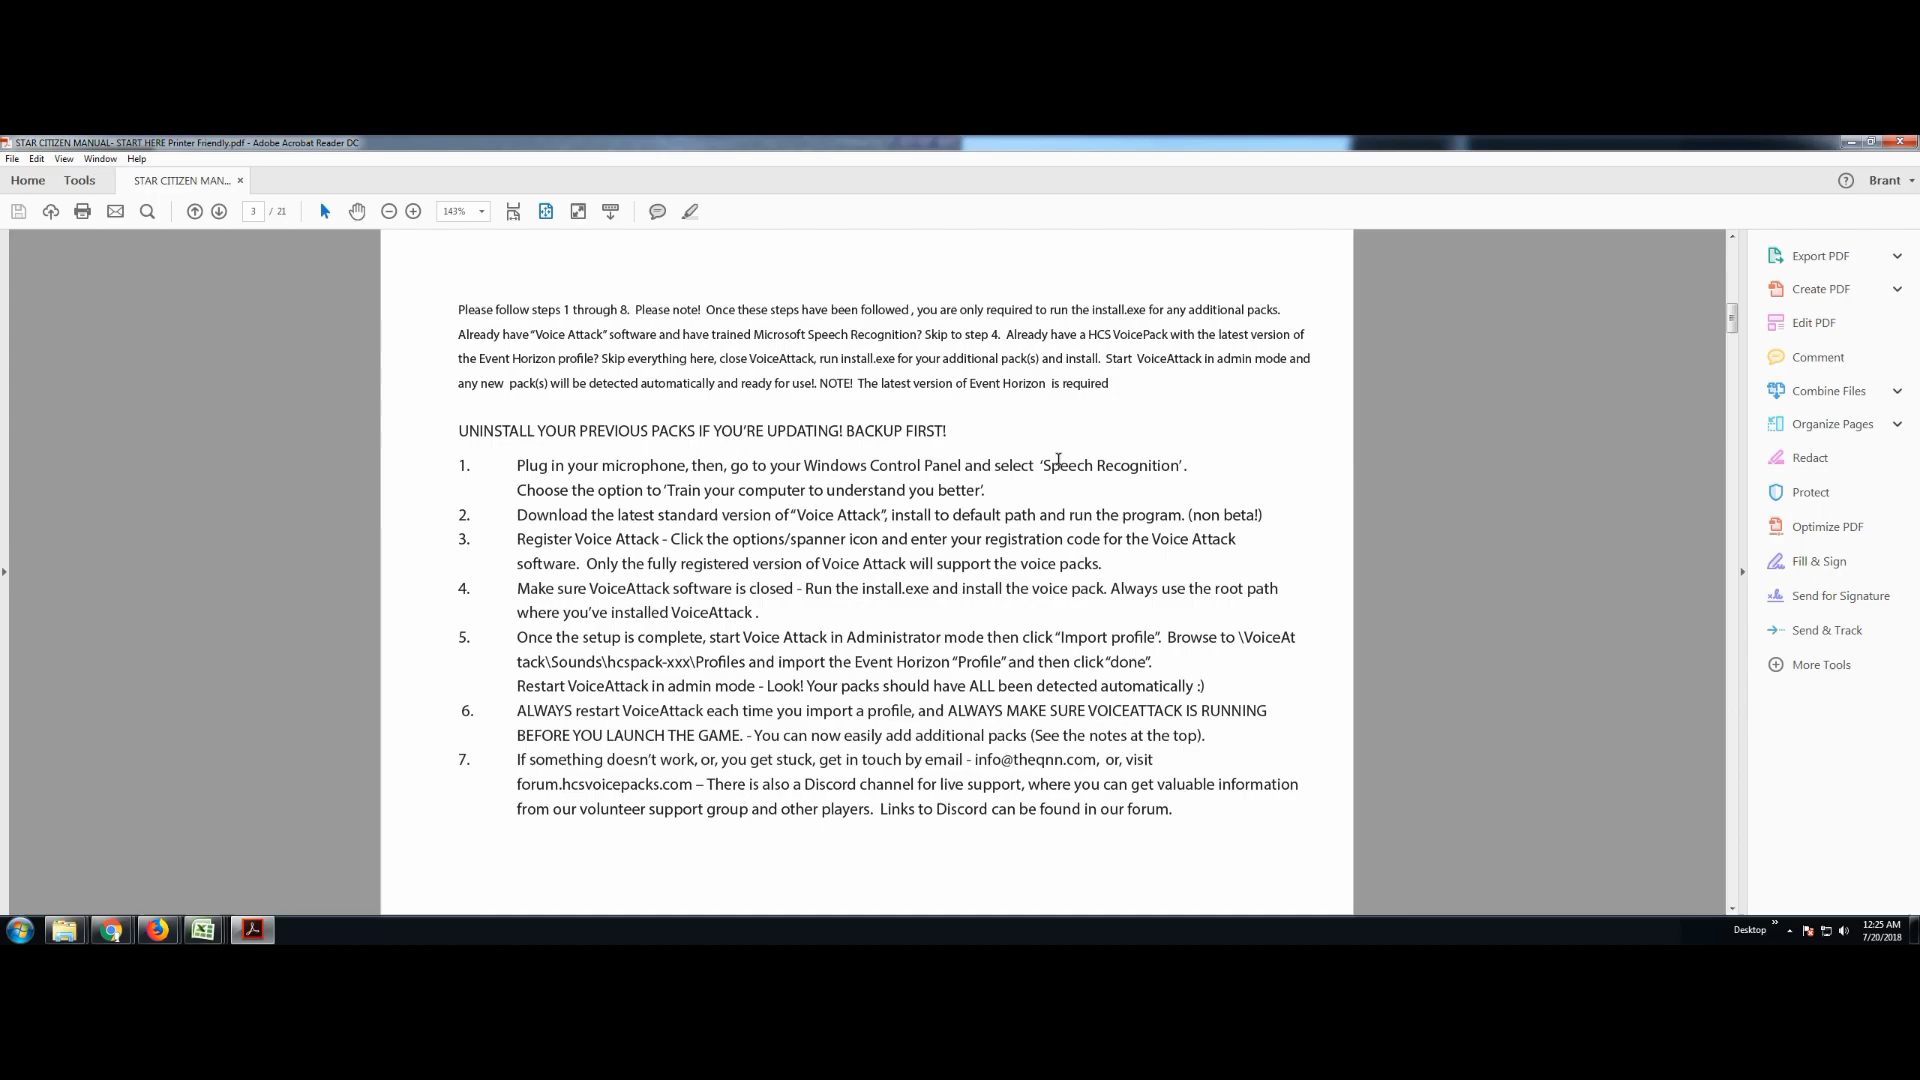 STAR CITIZEN MANUAL- START HERE Printer Friendly.pdf - Adobe Acrobat Reader DC
File Edit View Window Help
Home Tools STAR CITIZEN MAN... × Brant
3 / 21 143%
Please follow steps 1 through 8.  Please note!  Once these steps have been followed , you are only required to run the install.exe for any additional packs.
Already have “Voice Attack” software and have trained Microsoft Speech Recognition? Skip to step 4.  Already have a HCS VoicePack with the latest version of
the Event Horizon profile? Skip everything here, close VoiceAttack, run install.exe for your additional pack(s) and install.  Start  VoiceAttack in admin mode and
any new  pack(s) will be detected automatically and ready for use!. NOTE!  The latest version of Event Horizon  is required
UNINSTALL YOUR PREVIOUS PACKS IF YOU’RE UPDATING! BACKUP FIRST!
1. Plug in your microphone, then, go to your Windows Control Panel and select  ‘Speech Recognition’ .
Choose the option to ‘Train your computer to understand you better’.
2. Download the latest standard version of “Voice Attack”, install to default path and run the program. (non beta!)
3. Register Voice Attack - Click the options/spanner icon and enter your registration code for the Voice Attack
software.  Only the fully registered version of Voice Attack will support the voice packs.
4. Make sure VoiceAttack software is closed - Run the install.exe and install the voice pack. Always use the root path
where you’ve installed VoiceAttack .
5. Once the setup is complete, start Voice Attack in Administrator mode then click “Import profile”.  Browse to \VoiceAt
tack\Sounds\hcspack-xxx\Profiles and import the Event Horizon “Profile” and then click “done”.
Restart VoiceAttack in admin mode - Look! Your packs should have ALL been detected automatically :)
6. ALWAYS restart VoiceAttack each time you import a profile, and ALWAYS MAKE SURE VOICEATTACK IS RUNNING
BEFORE YOU LAUNCH THE GAME. - You can now easily add additional packs (See the notes at the top).
7. If something doesn’t work, or, you get stuck, get in touch by email - info@theqnn.com,  or, visit
forum.hcsvoicepacks.com – There is also a Discord channel for live support, where you can get valuable information
from our volunteer support group and other players.  Links to Discord can be found in our forum.
Export PDF
Create PDF
Edit PDF
Comment
Combine Files
Organize Pages
Redact
Protect
Optimize PDF
Fill & Sign
Send for Signature
Send & Track
More Tools
Desktop
12:25 AM
7/20/2018